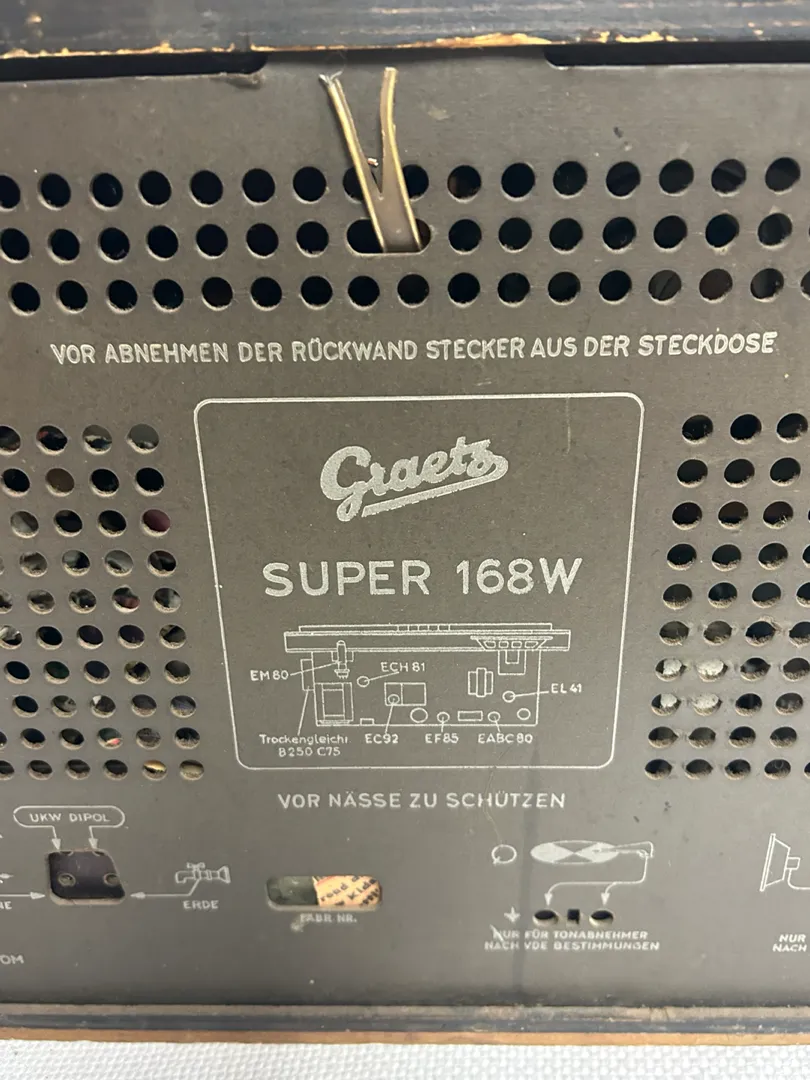 VOR ABNEHMEN DER RÜCKWAND STECKER AUS DER STECKDOSE
Graetz
SUPER 168W
EM 80
ECH 81
EL 41
Trockengleichr.
B250 C75
EC92
EF85
EABC 80
VOR NÄSSE ZU SCHÜTZEN
UKW DIPOL
ERDE
FABR. NR.
NUR FÜR TONABNEHMER
NACH VDE BESTIMMUNGEN
NUR
NACH